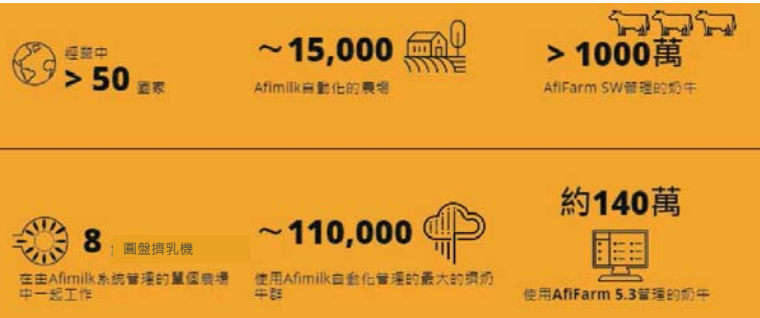 經營中
> 50 國家
~15,000
Afimilk自動化的農場
> 1000萬
AfiFarm SW管理的奶牛
8 圓盤擠乳機
在由Afimilk系統管理的單個農場
中一起工作
~110,000
使用Afimilk自動化管理的最大的擠奶
牛群
約140萬
使用AfiFarm 5.3管理的奶牛